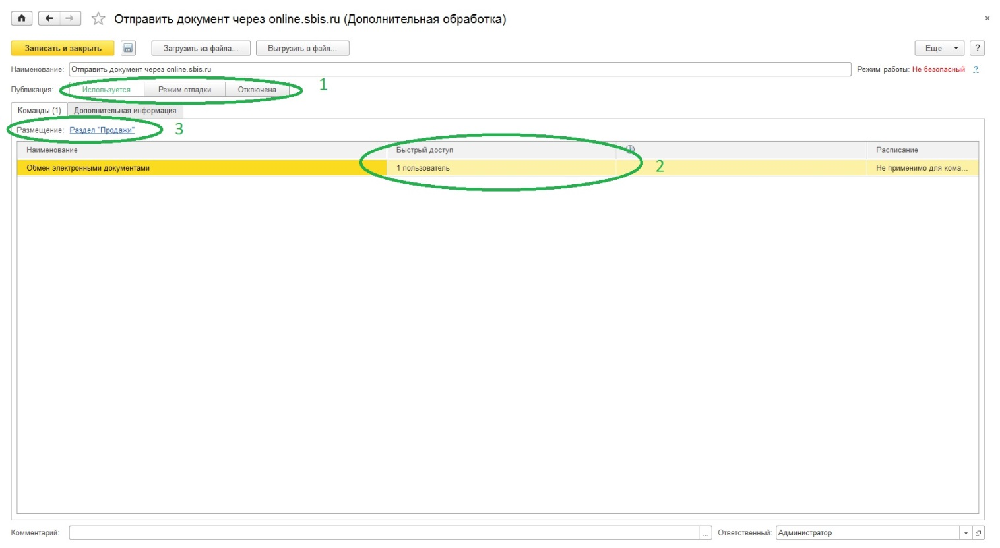 Отправить документ через online.sbis.ru (Дополнительная обработка)
Записать и закрыть Загрузить из файла... Выгрузить в файл... Еще ?
Наименование: Отправить документ через online.sbis.ru Режим работы: Не безопасный ?
Публикация: Используется Режим отладки Отключена 1
Команды (1) Дополнительная информация
Размещение: Раздел "Продажи" 3
Наименование Быстрый доступ Расписание
Обмен электронными документами 1 пользователь Не применимо для кома... 2
Комментарий: ... Ответственный: Администратор